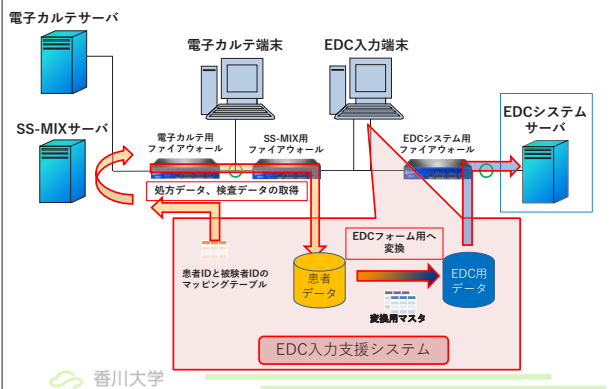 電子カルテサーバ
電子カルテ端末
EDC入力端末
SS-MIXサーバ
電子カルテ用
ファイアウォール
SS-MIX用
ファイアウォール
EDCシステム用
ファイアウォール
EDCシステム
サーバ
処方データ、検査データの取得
患者IDと被験者IDの
マッピングテーブル
患者
データ
EDCフォーム用へ
変換
変換用マスタ
EDC用
データ
EDC入力支援システム
香川大学